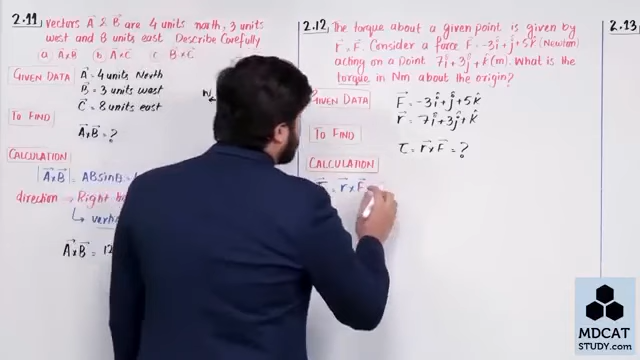 2.11 vectors A & B are 4 units north, 3 units
west and 8 units east Describe Carefully
(a) A×B (b) A×C (c) B×C
GIVEN DATA
A = 4 units North
B = 3 units west
C = 8 units east
TO FIND
A×B = ?
CALCULATION
|A×B| = AB sinθ =
direction ⇒ Right
A×B = 12
2.12 The torque about a given point is given by
r × F. Consider a force F = -3i+j+5k (Newton)
acting on a Point 7i+3j+k (m). What is the
torque in Nm about the origin?
GIVEN DATA
F = -3i+j+5k
r = 7i+3j+k
TO FIND
τ = r×F = ?
CALCULATION
τ = r×F =
2.13
MDCAT
STUDY.com